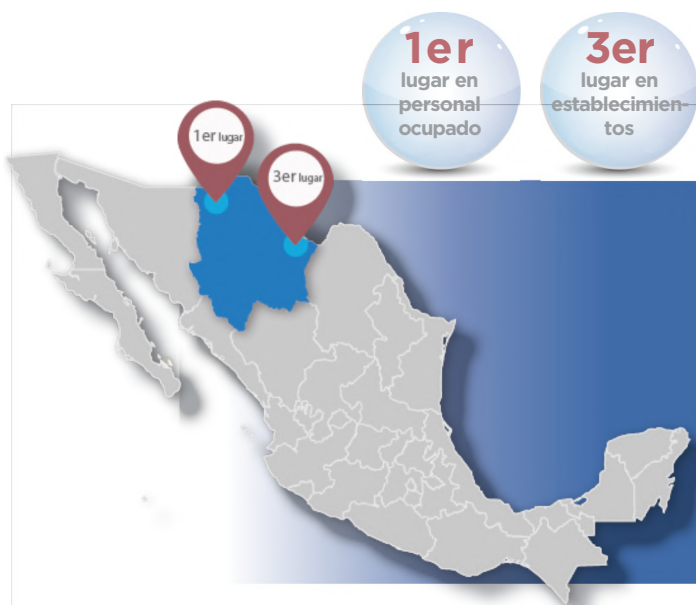 1er
lugar en
personal
ocupado
3er
lugar en
establecimien-
tos
1er lugar
3er lugar